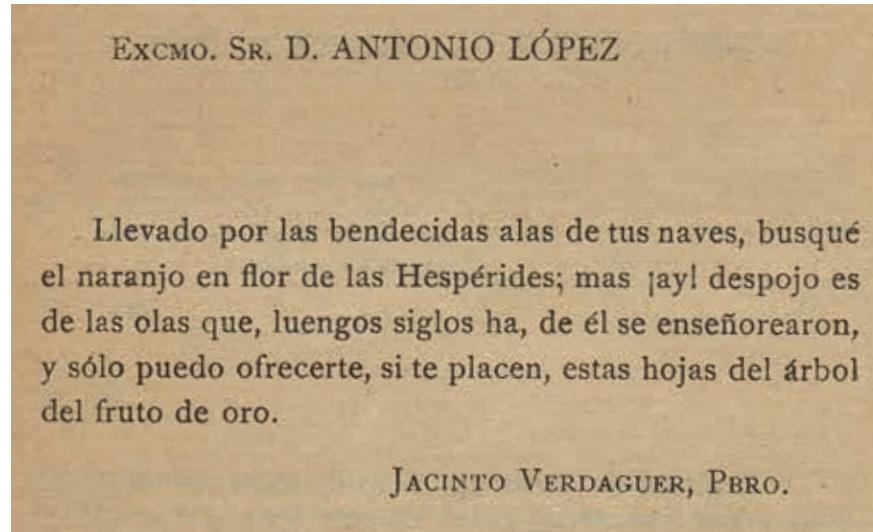 Excmo. Sr. D. ANTONIO LÓPEZ
Llevado por las bendecidas alas de tus naves, busqué
el naranjo en flor de las Hespérides; mas ¡ay! despojo es
de las olas que, luengos siglos ha, de él se enseñorearon,
y sólo puedo ofrecerte, si te placen, estas hojas del árbol
del fruto de oro.
Jacinto Verdaguer, Pbro.